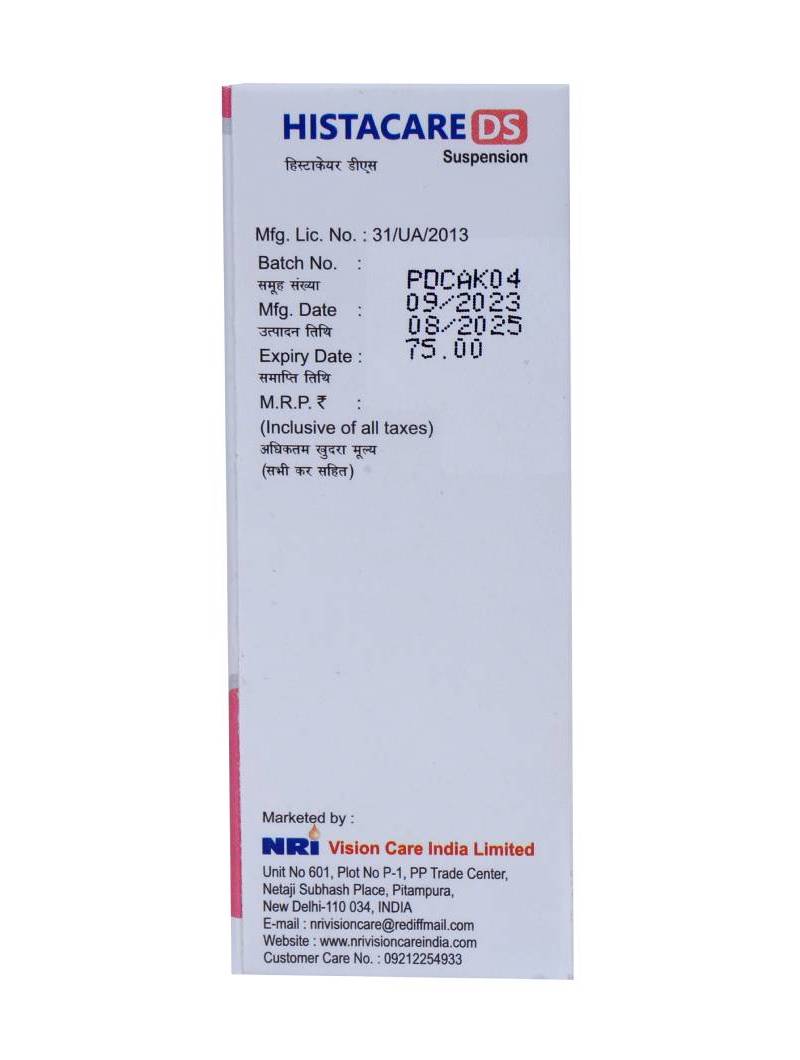 HISTACARE DS
Suspension
हिस्टाकेयर डीएस
Mfg. Lic. No. : 31/UA/2013
Batch No. :
समूह संख्या
PDCAK04
Mfg. Date :
09/2023
उत्पादन तिथि
08/2025
Expiry Date :
75.00
समाप्ति तिथि
M.R.P. ₹ :
(Inclusive of all taxes)
अधिकतम खुदरा मूल्य
(सभी कर सहित)
Marketed by :
NRI Vision Care India Limited
Unit No 601, Plot No P-1, PP Trade Center,
Netaji Subhash Place, Pitampura,
New Delhi-110 034, INDIA
E-mail : nrivisioncare@rediffmail.com
Website : www.nrivisioncareindia.com
Customer Care No. : 09212254933